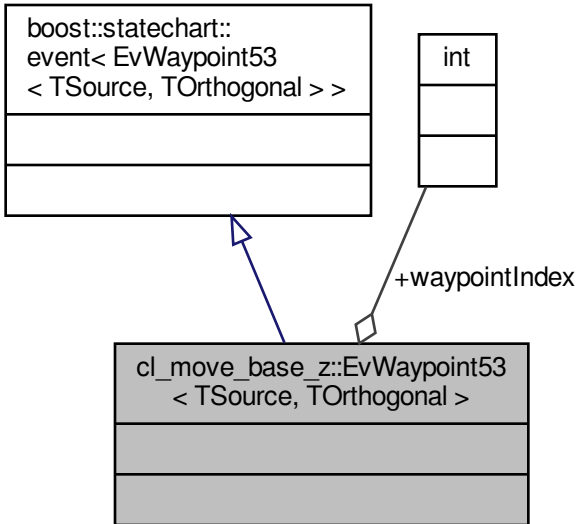 boost::statechart::
event< EvWaypoint53
< TSource, TOrthogonal > >
int
+waypointIndex
cl_move_base_z::EvWaypoint53
< TSource, TOrthogonal >